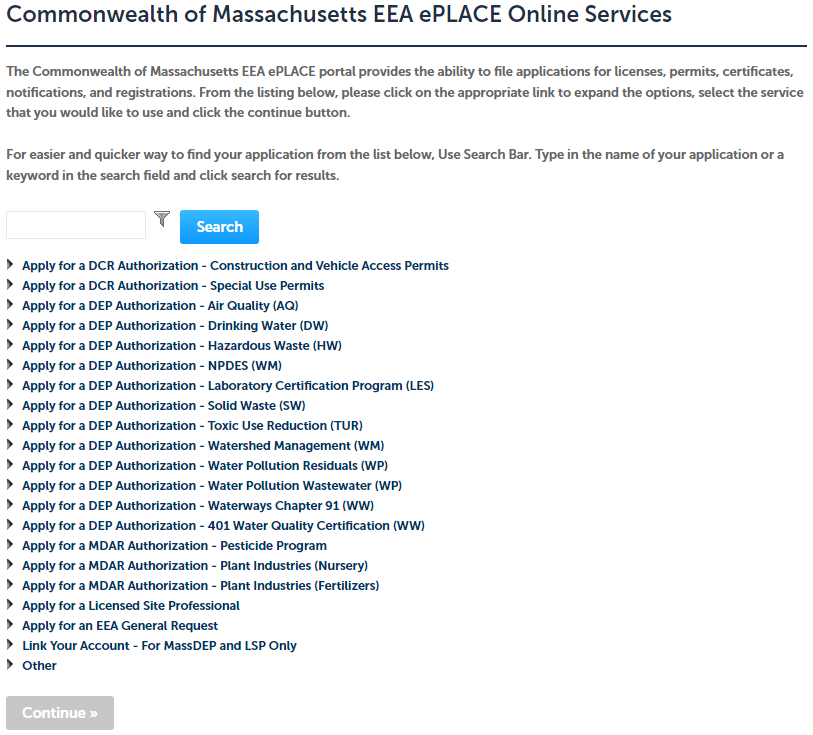 Commonwealth of Massachusetts EEA ePLACE Online Services
The Commonwealth of Massachusetts EEA ePLACE portal provides the ability to file applications for licenses, permits, certificates,
notifications, and registrations. From the listing below, please click on the appropriate link to expand the options, select the service
that you would like to use and click the continue button.
For easier and quicker way to find your application from the list below, Use Search Bar. Type in the name of your application or a
keyword in the search field and click search for results.
Search
Apply for a DCR Authorization - Construction and Vehicle Access Permits
Apply for a DCR Authorization - Special Use Permits
Apply for a DEP Authorization - Air Quality (AQ)
Apply for a DEP Authorization - Drinking Water (DW)
Apply for a DEP Authorization - Hazardous Waste (HW)
Apply for a DEP Authorization - NPDES (WM)
Apply for a DEP Authorization - Laboratory Certification Program (LES)
Apply for a DEP Authorization - Solid Waste (SW)
Apply for a DEP Authorization - Toxic Use Reduction (TUR)
Apply for a DEP Authorization - Watershed Management (WM)
Apply for a DEP Authorization - Water Pollution Residuals (WP)
Apply for a DEP Authorization - Water Pollution Wastewater (WP)
Apply for a DEP Authorization - Waterways Chapter 91 (WW)
Apply for a DEP Authorization - 401 Water Quality Certification (WW)
Apply for a MDAR Authorization - Pesticide Program
Apply for a MDAR Authorization - Plant Industries (Nursery)
Apply for a MDAR Authorization - Plant Industries (Fertilizers)
Apply for a Licensed Site Professional
Apply for an EEA General Request
Link Your Account - For MassDEP and LSP Only
Other
Continue »